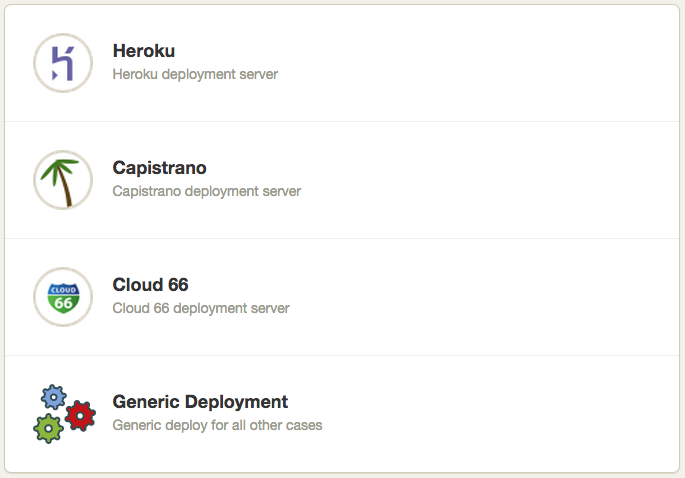 Heroku
Heroku deployment server
Capistrano
Capistrano deployment server
CLOUD
66
Cloud 66
Cloud 66 deployment server
Generic Deployment
Generic deploy for all other cases